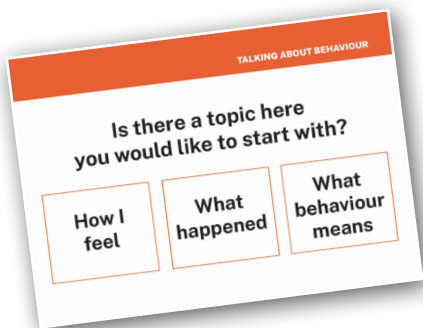 TALKING ABOUT BEHAVIOUR
Is there a topic here
you would like to start with?
How I
feel
What
happened
What
behaviour
means